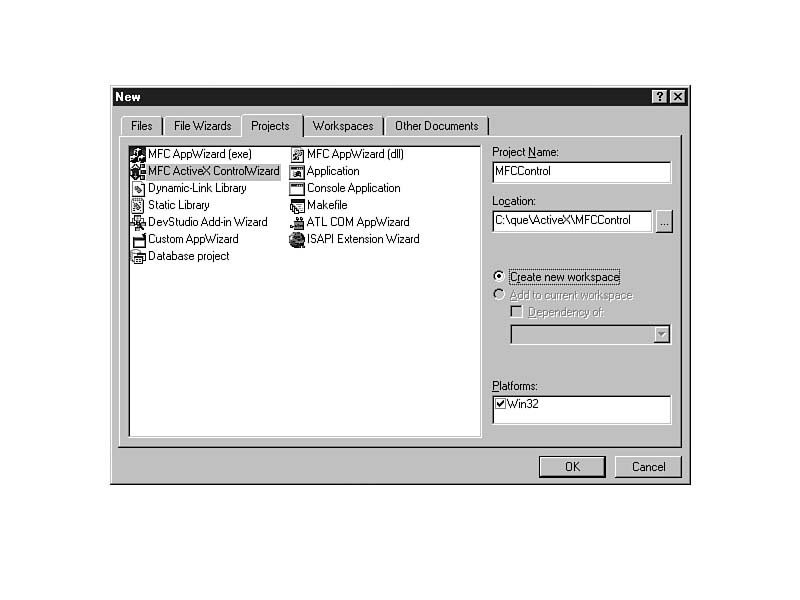 New
Files File Wizards Projects Workspaces Other Documents
MFC AppWizard (exe)
MFC ActiveX ControlWizard
Dynamic-Link Library
Static Library
DevStudio Add-in Wizard
Custom AppWizard
Database project
MFC AppWizard (dll)
Application
Console Application
Makefile
ATL COM AppWizard
ISAPI Extension Wizard
Project Name:
MFCControl
Location:
C:\que\ActiveX\MFCControl ...
Create new workspace
Add to current workspace
Dependency of:
Platforms:
Win32
OK Cancel